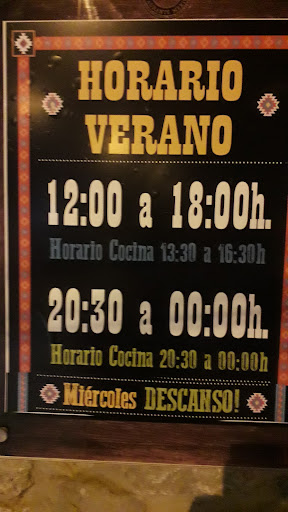 HORARIO
VERANO
12:00 a 18:00h.
Horario Cocina 13:30 a 16:30h
20:30 a 00:00h.
Horario Cocina 20:30 a 00:00h
Miércoles DESCANSO!